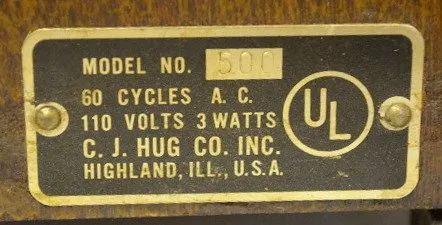 MODEL NO. 500
60 CYCLES A. C.
110 VOLTS 3 WATTS
C. J. HUG CO. INC.
HIGHLAND, ILL., U.S.A.
UL